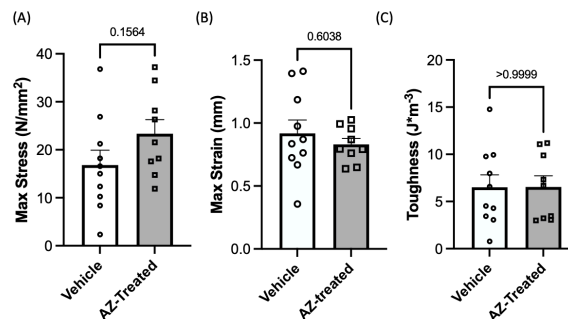 (A)
0.1564
Max Stress (N/mm²)
40
30
20
10
0
Vehicle
AZ-Treated
(B)
0.6038
Max Strain (mm)
1.5
1.0
0.5
0.0
Vehicle
AZ-treated
(C)
>0.9999
Toughness (J*m-³)
20
15
10
5
0
Vehicle
AZ-Treated